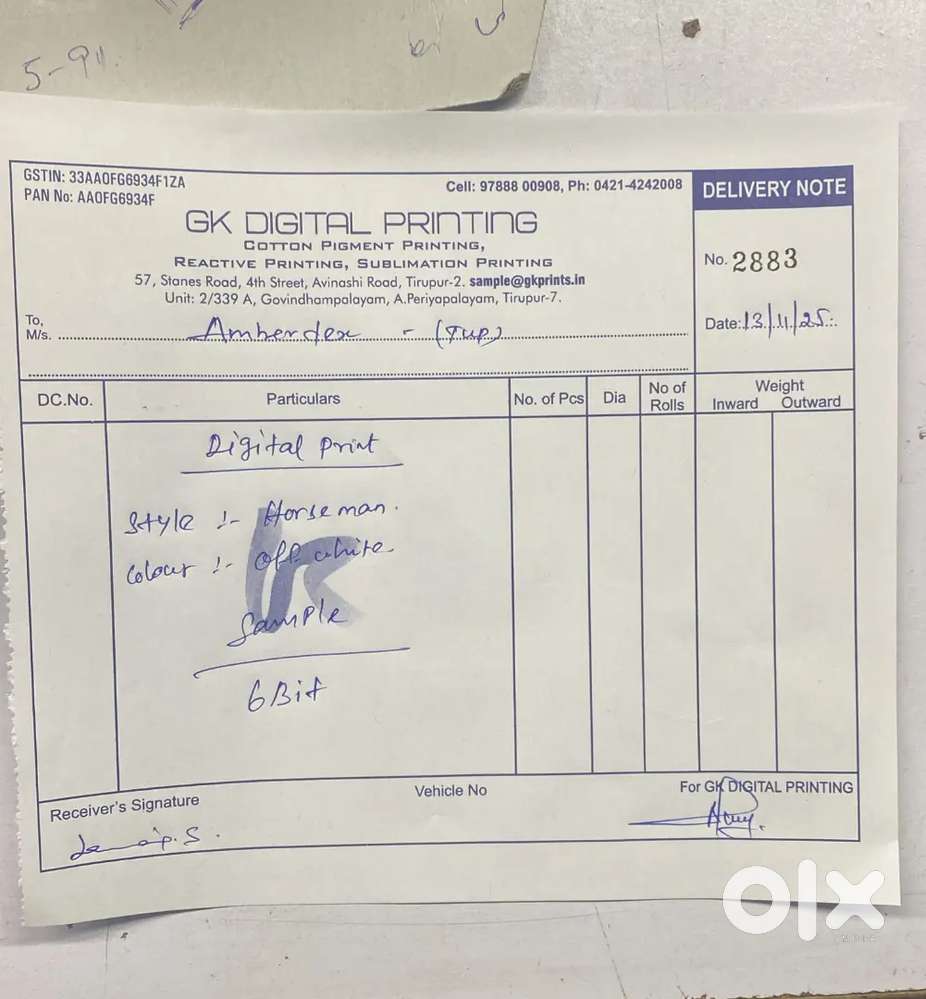 5-911.
GSTIN: 33AAOFG6934F1ZA
PAN No: AAOFG6934F
Cell: 97888 00908, Ph: 0421-4242008
DELIVERY NOTE
GK DIGITAL PRINTING
COTTON PIGMENT PRINTING,
REACTIVE PRINTING, SUBLIMATION PRINTING
57, Stanes Road, 4th Street, Avinashi Road, Tirupur-2. sample@gkprints.in
Unit: 2/339 A, Govindhampalayam, A.Periyapalayam, Tirupur-7.
No. 2883
To,
M/s. Amberdex - (Tup)
Date: 13/11/25
DC.No. Particulars No. of Pcs Dia No of Rolls Weight Inward Outward
Digital print
Style :- Horseman.
Colour :- Off white
Sample
6 Bit
Receiver's Signature Vehicle No For GK DIGITAL PRINTING
olx
INDIA